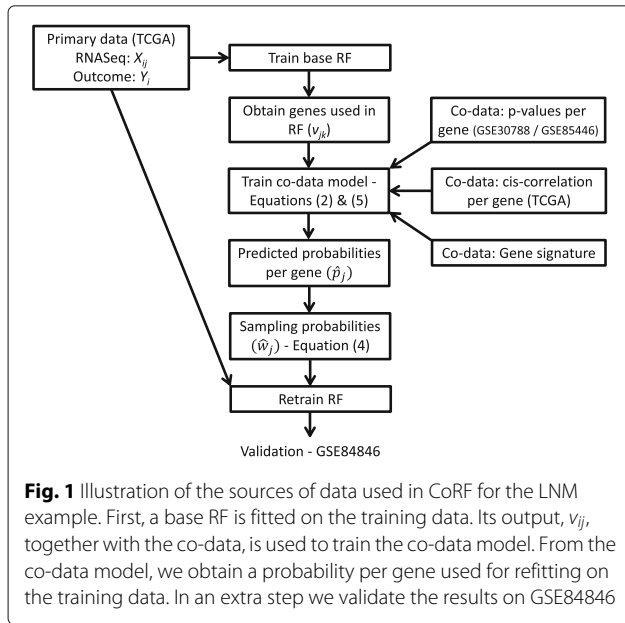 Primary data (TCGA)
RNASeq: X_ij
Outcome: Y_i
Train base RF
Obtain genes used in
RF (v_jk)
Co-data: p-values per
gene (GSE30788 / GSE85446)
Train co-data model -
Equations (2) & (5)
Co-data: cis-correlation
per gene (TCGA)
Co-data: Gene signature
Predicted probabilities
per gene (p̂_j)
Sampling probabilities
(ŵ_j) - Equation (4)
Retrain RF
Validation - GSE84846
Fig. 1 Illustration of the sources of data used in CoRF for the LNM
example. First, a base RF is fitted on the training data. Its output, v_ij,
together with the co-data, is used to train the co-data model. From the
co-data model, we obtain a probability per gene used for refitting on
the training data. In an extra step we validate the results on GSE84846